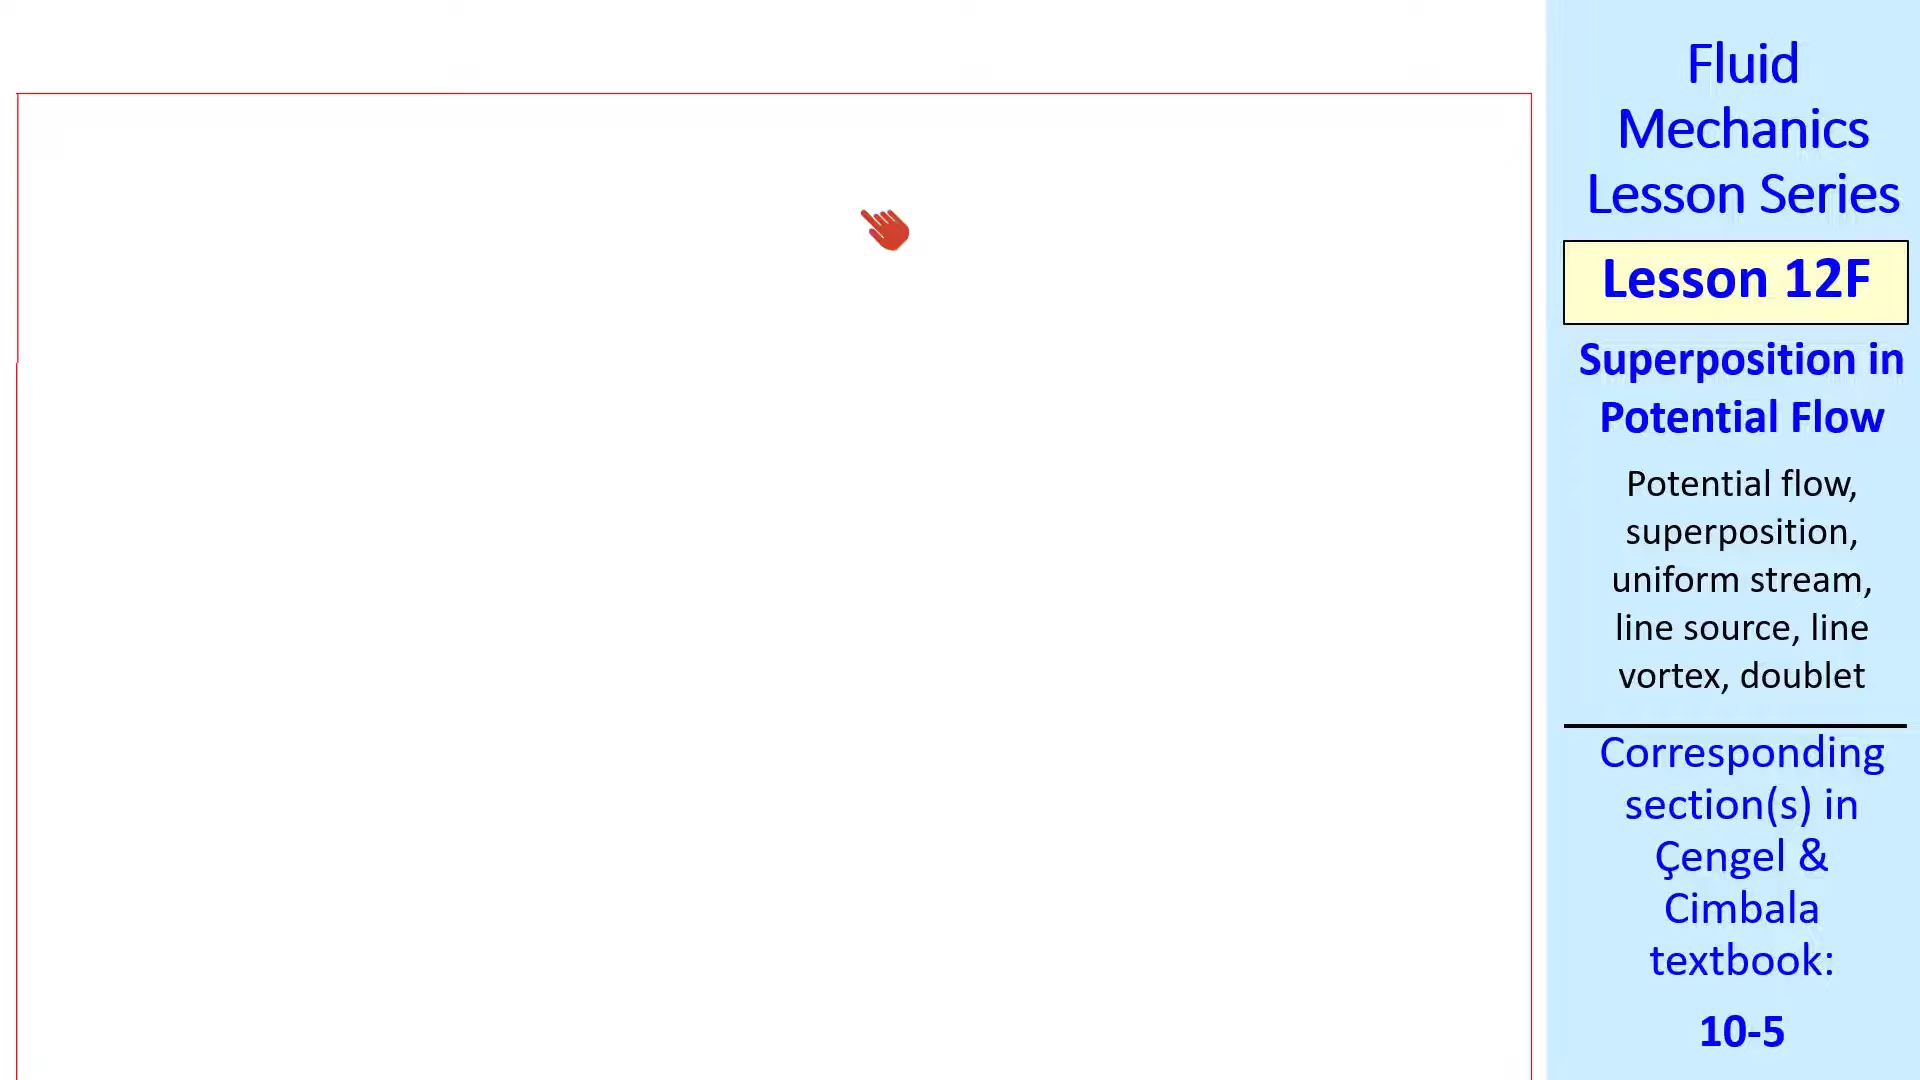 Fluid
Mechanics
Lesson Series
Lesson 12F
Superposition in
Potential Flow
Potential flow,
superposition,
uniform stream,
line source, line
vortex, doublet
Corresponding
section(s) in
Çengel &
Cimbala
textbook:
10-5